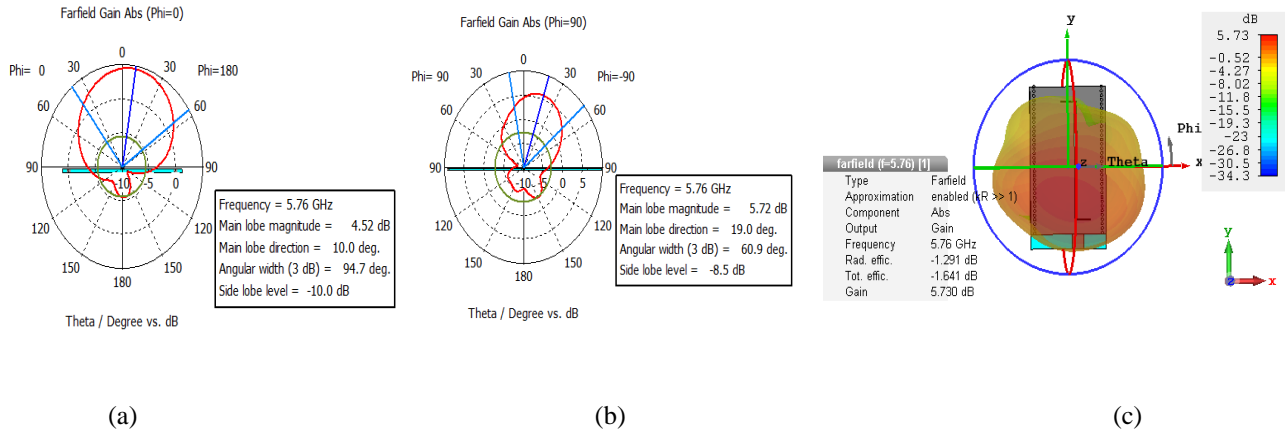 Farfield Gain Abs (Phi=0)
0
Phi= 0
30
30
Phi=180
60
60
90
-10
-5
0
90
120
120
150
150
180
Frequency = 5.76 GHz
Main lobe magnitude = 4.52 dB
Main lobe direction = 10.0 deg.
Angular width (3 dB) = 94.7 deg.
Side lobe level = -10.0 dB
Theta / Degree vs. dB
(a)
Farfield Gain Abs (Phi=90)
0
Phi= 90
30
30
Phi=-90
60
60
90
-10
-5
0
5
90
120
120
150
150
180
Frequency = 5.76 GHz
Main lobe magnitude = 5.72 dB
Main lobe direction = 19.0 deg.
Angular width (3 dB) = 60.9 deg.
Side lobe level = -8.5 dB
Theta / Degree vs. dB
(b)
y
Phi
z
Theta
x
farfield (f=5.76) [1]
Type Farfield
Approximation enabled (kR >> 1)
Component Abs
Output Gain
Frequency 5.76 GHz
Rad. effic. -1.291 dB
Tot. effic. -1.641 dB
Gain 5.730 dB
dB
5.73
-0.52
-4.27
-8.02
-11.8
-15.5
-19.3
-23
-26.8
-30.5
-34.3
y
z
x
(c)